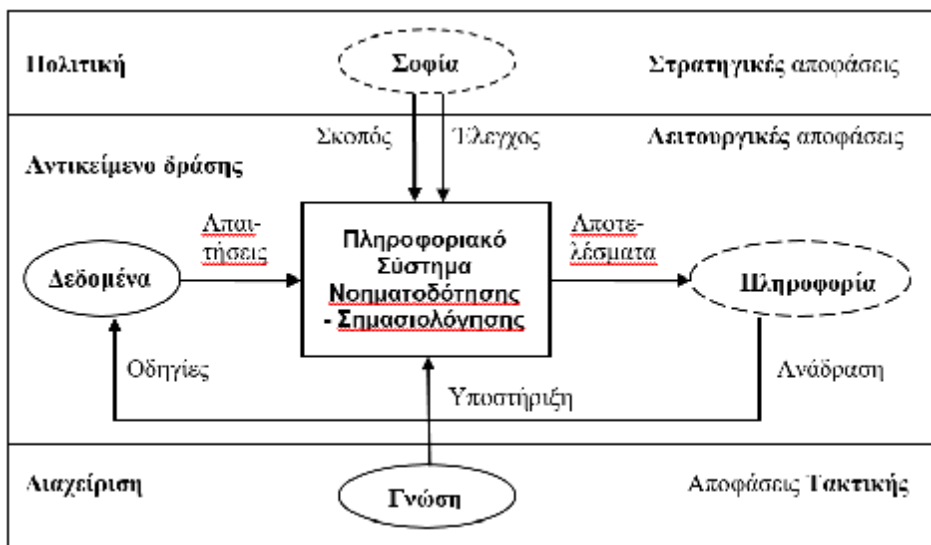 Πολιτική
Σοφία
Στρατηγικές αποφάσεις
Σκοπός
Έλεγχος
Λειτουργικές αποφάσεις
Αντικείμενο δράσης
Απαι-
τήσεις
Πληροφοριακό
Σύστημα
Νοηματοδότησης
- Σημασιολόγησης
Αποτε-
λέσματα
Δεδομένα
Πληροφορία
Οδηγίες
Υποστήριξη
Ανάδραση
Διαχείριση
Γνώση
Αποφάσεις Τακτικής